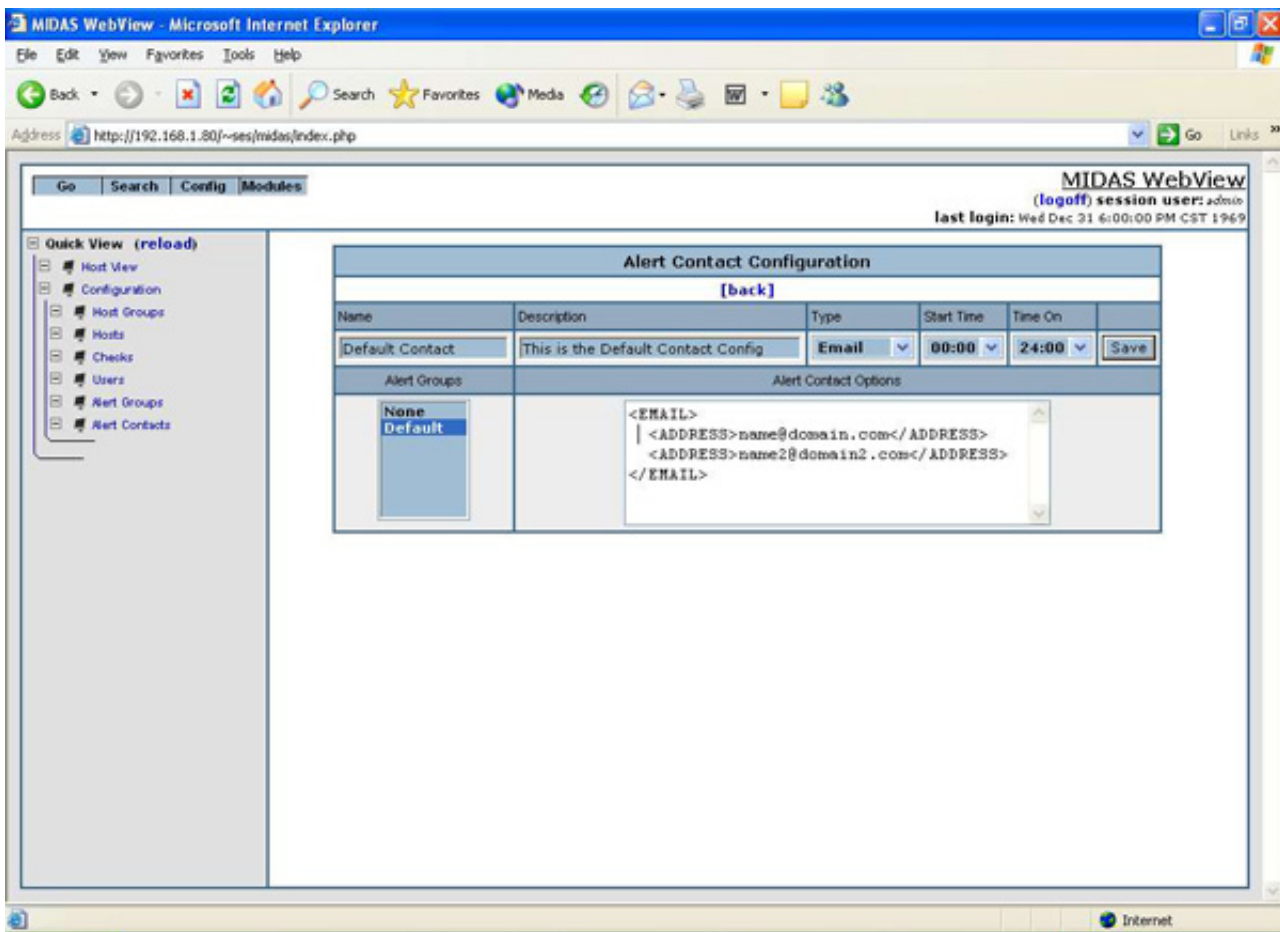 MIDAS WebView - Microsoft Internet Explorer
File Edit View Favorites Tools Help
Back Search Favorites Media
Address http://192.168.1.80/~ses/midas/index.php Go Links »
Go Search Config Modules
MIDAS WebView
(logoff) session user: admin
last login: Wed Dec 31 6:00:00 PM CST 1969
Quick View (reload)
Host View
Configuration
Host Groups
Hosts
Checks
Users
Alert Groups
Alert Contacts
Alert Contact Configuration
[back]
Name Description Type Start Time Time On
Default Contact This is the Default Contact Config Email 00:00 24:00 Save
Alert Groups Alert Contact Options
None
Default
<EMAIL>
<ADDRESS>name@domain.com</ADDRESS>
<ADDRESS>name2@domain2.com</ADDRESS>
</EMAIL>
Internet